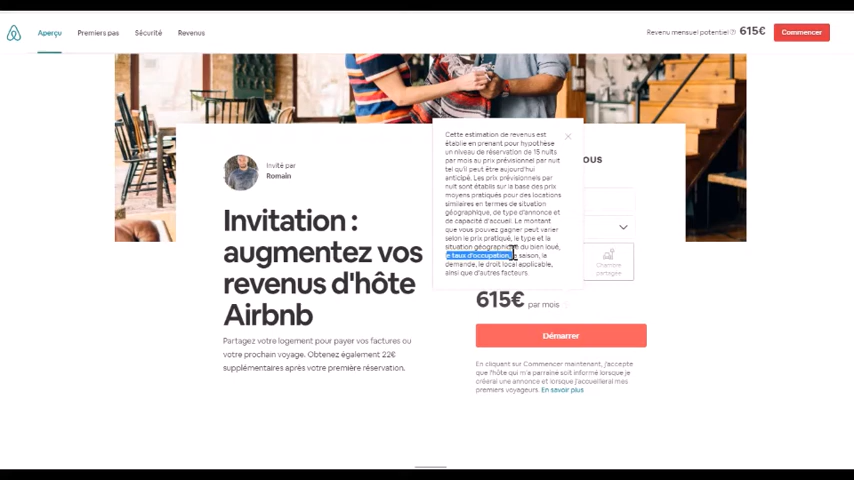 Aperçu
Premiers pas
Sécurité
Revenus
Revenu mensuel potentiel
615€
Commencer
Cette estimation de revenus est
établie en prenant pour hypothèse
un niveau de réservation de 15 nuits
par mois au prix prévisionnel par nuit
tel qu'il peut être aujourd'hui
anticipé. Les prix prévisionnels par
nuit sont établis sur la base des prix
moyens pratiqués pour des locations
similaires en termes de situation
géographique, de type d'annonce et
de capacité d'accueil. Le montant
que vous pouvez gagner peut varier
selon le prix pratiqué, le type et la
situation géographique du bien loué,
le taux d'occupation, la saison, la
demande, le droit local applicable,
ainsi que d'autres facteurs.
OUS
Invité par
Romain
Invitation :
augmentez vos
revenus d'hôte
Airbnb
Partagez votre logement pour payer vos factures ou
votre prochain voyage. Obtenez également 22€
supplémentaires après votre première réservation.
Chambre
partagée
615€ par mois
Démarrer
En cliquant sur Commencer maintenant, j'accepte
que l'hôte qui m'a parrainé soit informé lorsque je
créerai une annonce et lorsque j'accueillerai mes
premiers voyageurs. En savoir plus